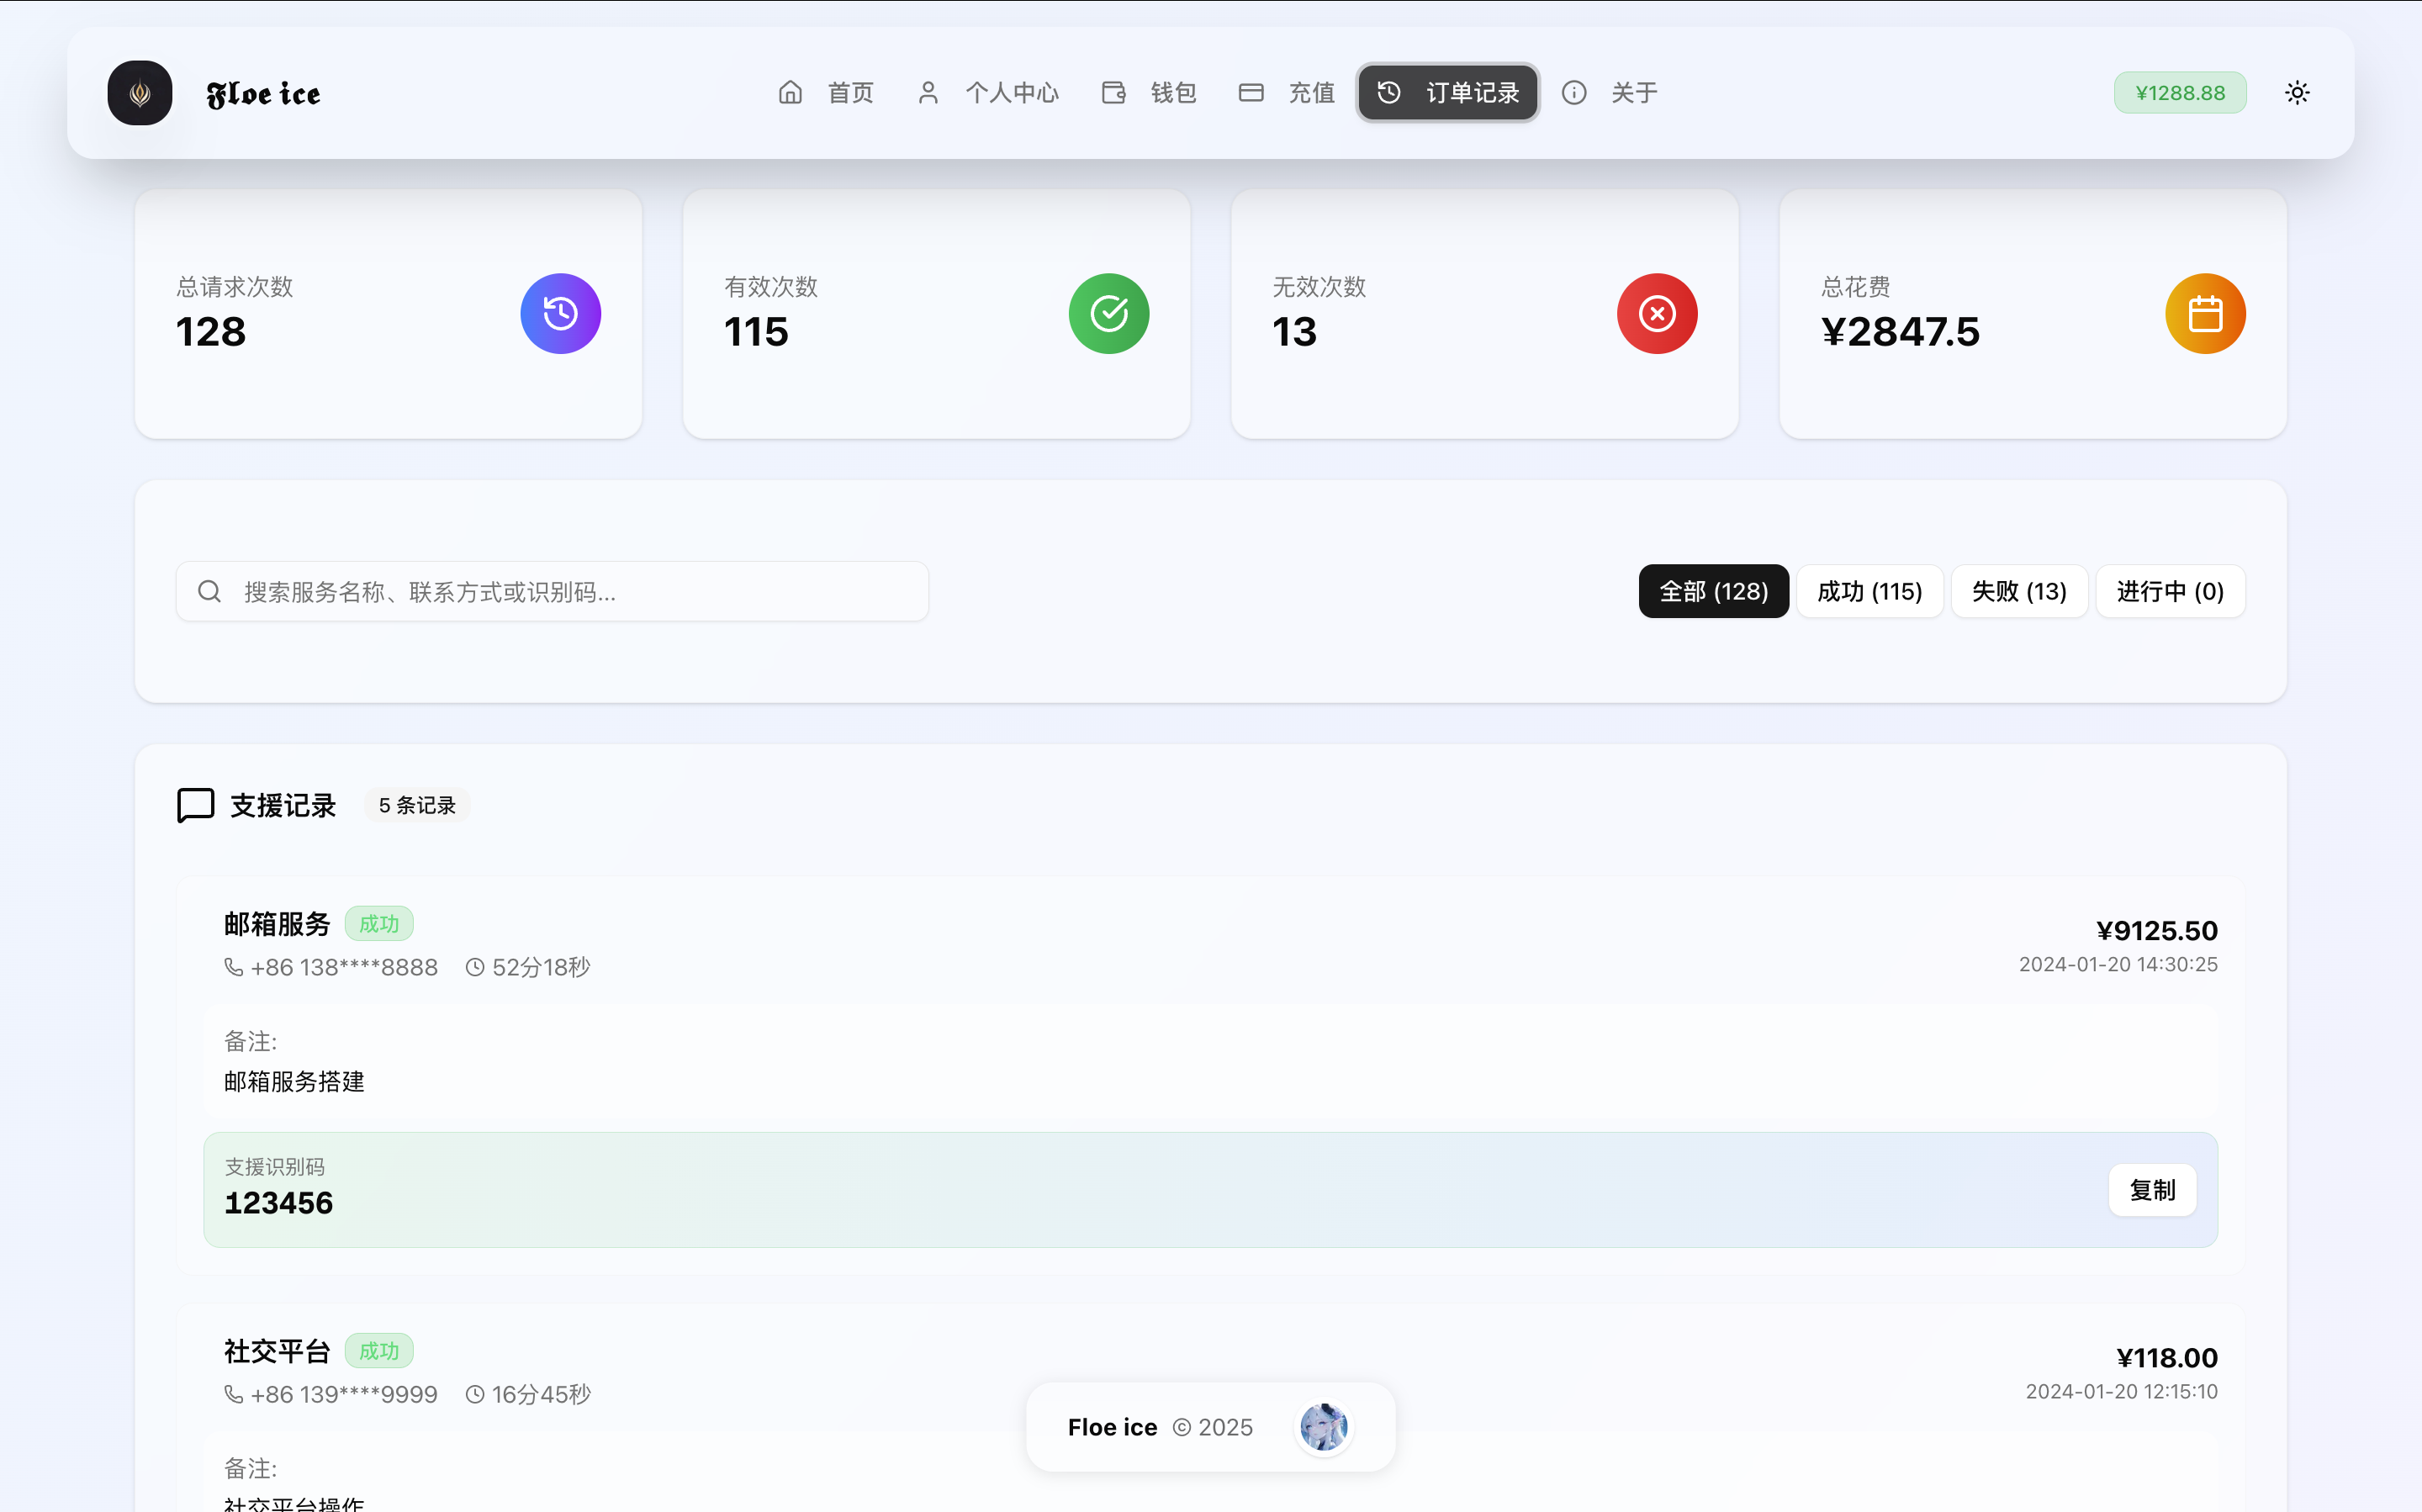 Floe ice
首页
个人中心
钱包
充值
订单记录
关于
¥1288.88
总请求次数
128
有效次数
115
无效次数
13
总花费
¥2847.5
搜索服务名称、联系方式或识别码...
全部 (128)
成功 (115)
失败 (13)
进行中 (0)
支援记录
5 条记录
邮箱服务
成功
¥9125.50
+86 138****8888
52分18秒
2024-01-20 14:30:25
备注:
邮箱服务搭建
支援识别码
123456
复制
社交平台
成功
¥118.00
+86 139****9999
16分45秒
2024-01-20 12:15:10
备注:
社交平台操作
Floe ice © 2025